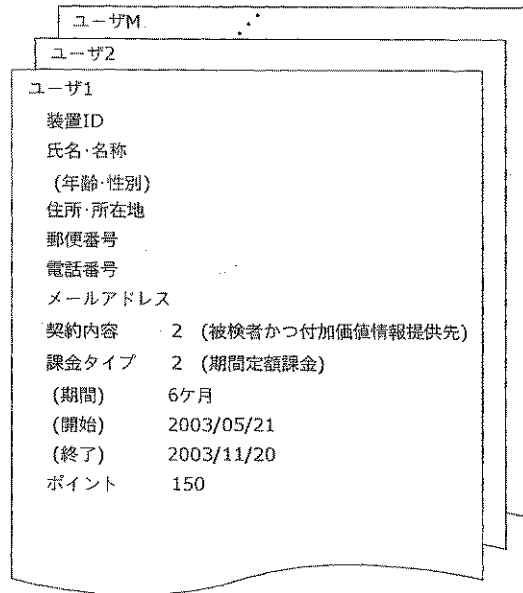 ユーザM
ユーザ2
ユーザ1
装置ID
氏名・名称
(年齢・性別)
住所・所在地
郵便番号
電話番号
メールアドレス
契約内容 2 (被検者かつ付加価値情報提供先)
課金タイプ 2 (期間定額課金)
(期間) 6ケ月
(開始) 2003/05/21
(終了) 2003/11/20
ポイント 150